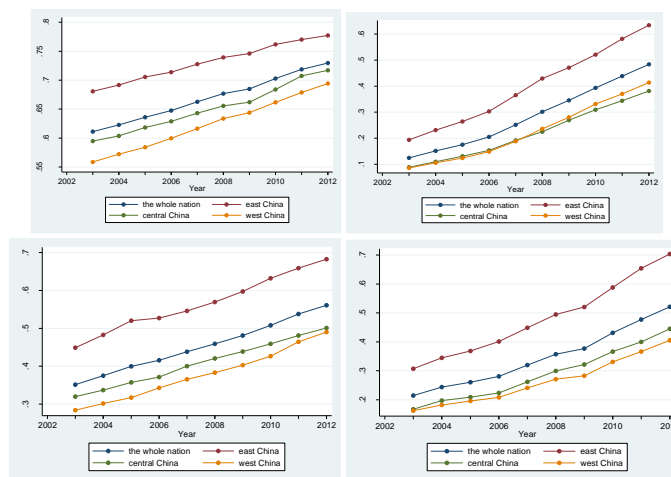 .8
.75
.7
.65
.6
.55
2002 2004 2006 2008 2010 2012
Year
the whole nation east China
central China west China
.6
.5
.4
.3
.2
.1
2002 2004 2006 2008 2010 2012
Year
the whole nation east China
central China west China
.7
.6
.5
.4
.3
2002 2004 2006 2008 2010 2012
Year
the whole nation east China
central China west China
.7
.6
.5
.4
.3
.2
2002 2004 2006 2008 2010 201
Year
the whole nation east China
central China west China